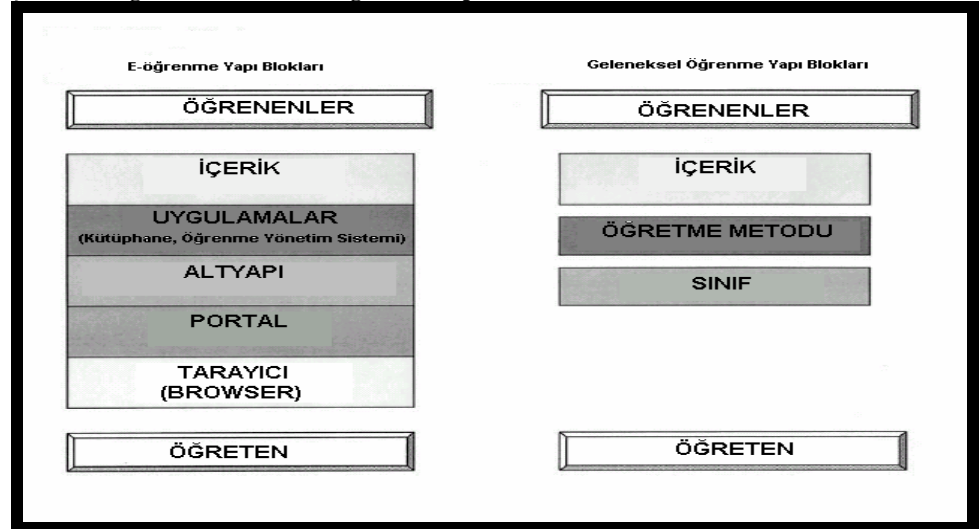 E-öğrenme Yapı Blokları
ÖĞRENENLER
İÇERİK
UYGULAMALAR
(Kütüphane, Öğrenme Yönetim Sistemi)
ALTYAPI
PORTAL
TARAYICI
(BROWSER)
ÖĞRETEN
Geleneksel Öğrenme Yapı Blokları
ÖĞRENENLER
İÇERİK
ÖĞRETME METODU
SINIF
ÖĞRETEN